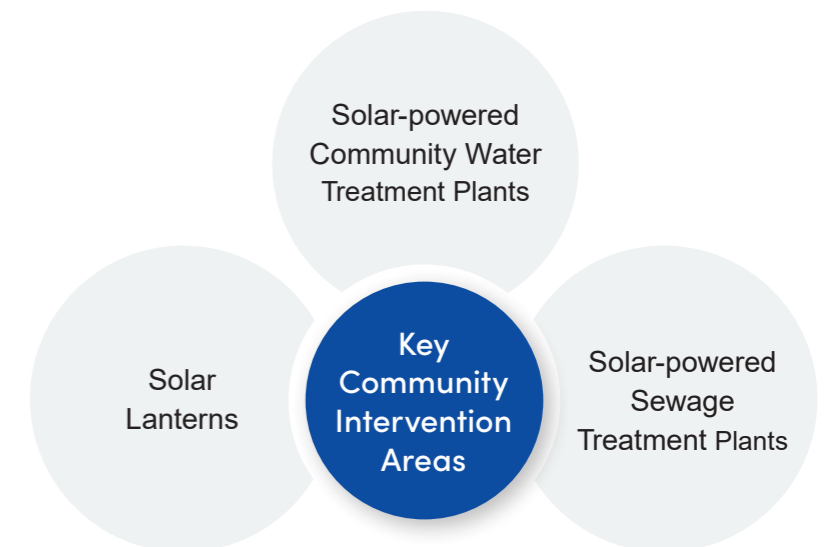 Solar-powered
Community Water
Treatment Plants
Solar
Lanterns
Key
Community
Intervention
Areas
Solar-powered
Sewage
Treatment Plants